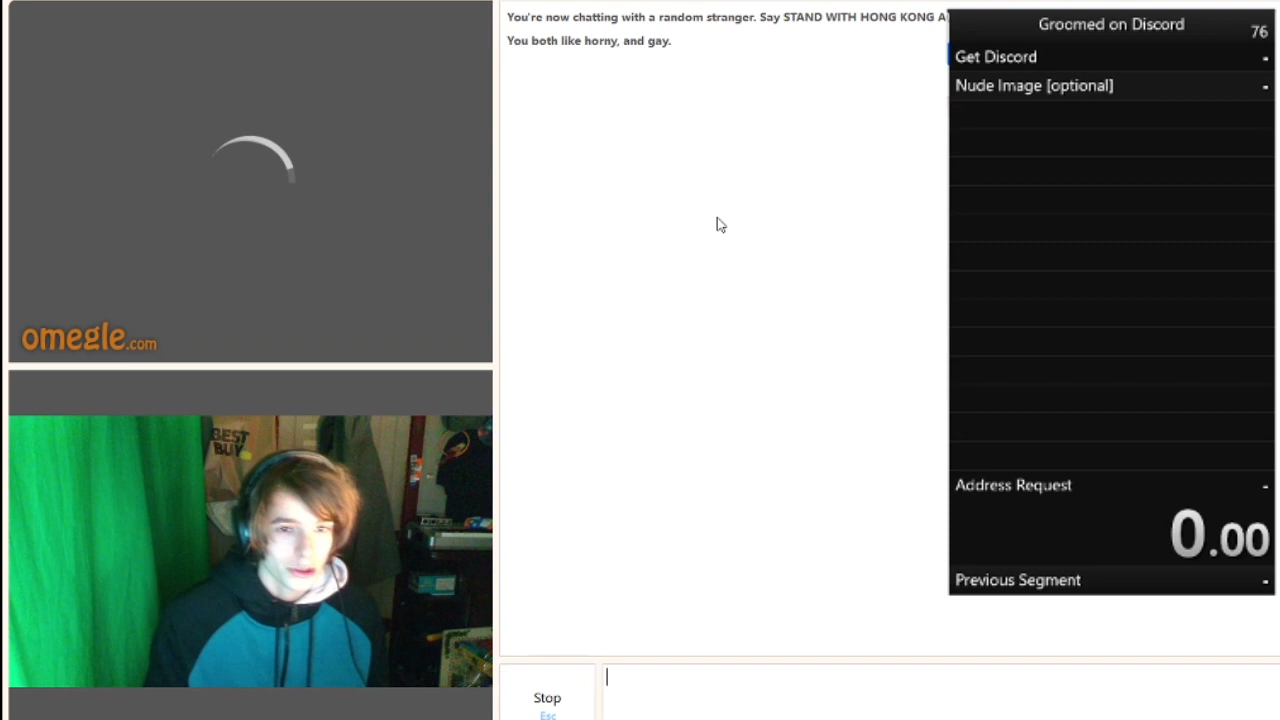 You're now chatting with a random stranger. Say STAND WITH HONG KONG A
You both like horny, and gay.
omegle.com
BEST
BUY
Groomed on Discord
76
Get Discord -
Nude Image [optional] -
Address Request -
0.00
Previous Segment -
Stop
Esc